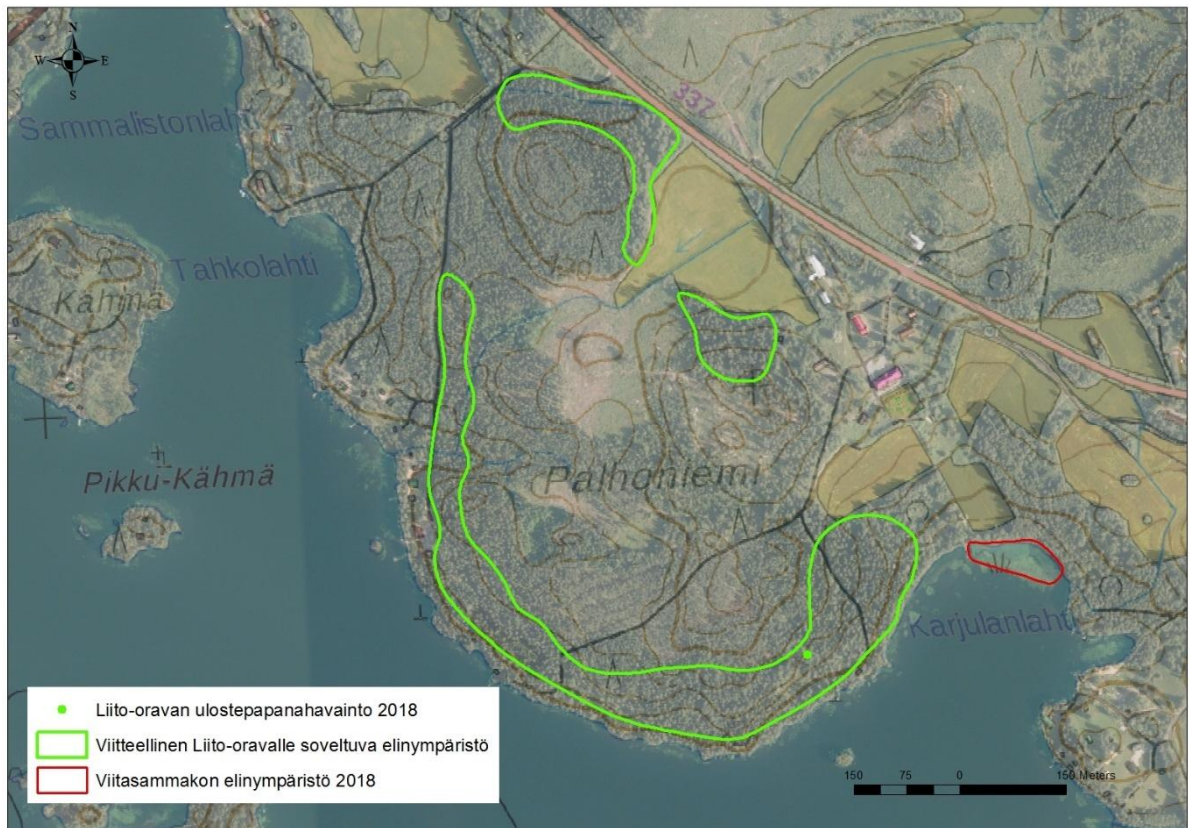 N
W E
S
337
Sammalistonlahti
Tahkolahti
Kähmä
Pikku-Kähmä
Palhoniemi
Karjulanlahti
Liito-oravan ulostepapanahavainto 2018
Viitteellinen Liito-oravalle soveltuva elinympäristö
Viitasammakon elinympäristö 2018
150 75 0 150 Meters